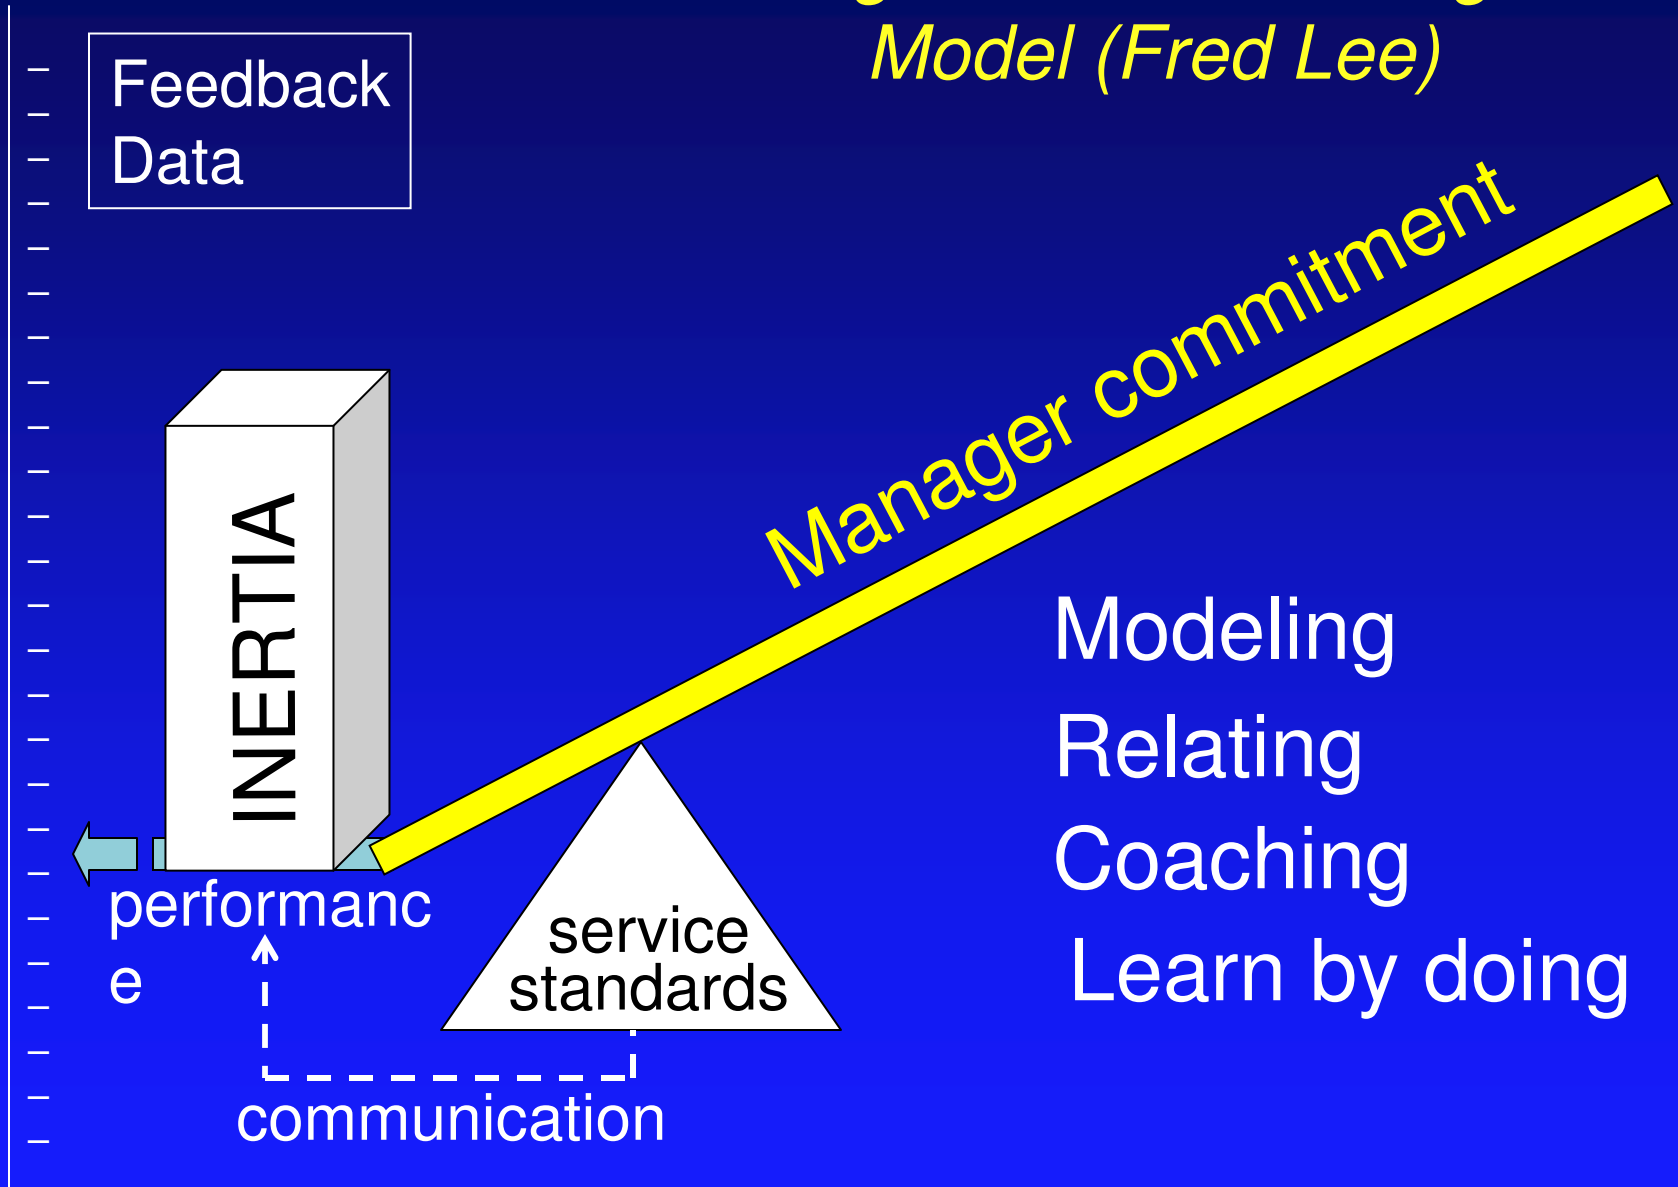 Model (Fred Lee)
Feedback
Data
Manager commitment
INERTIA
Modeling
Relating
Coaching
Learn by doing
performanc
e
service
standards
communication